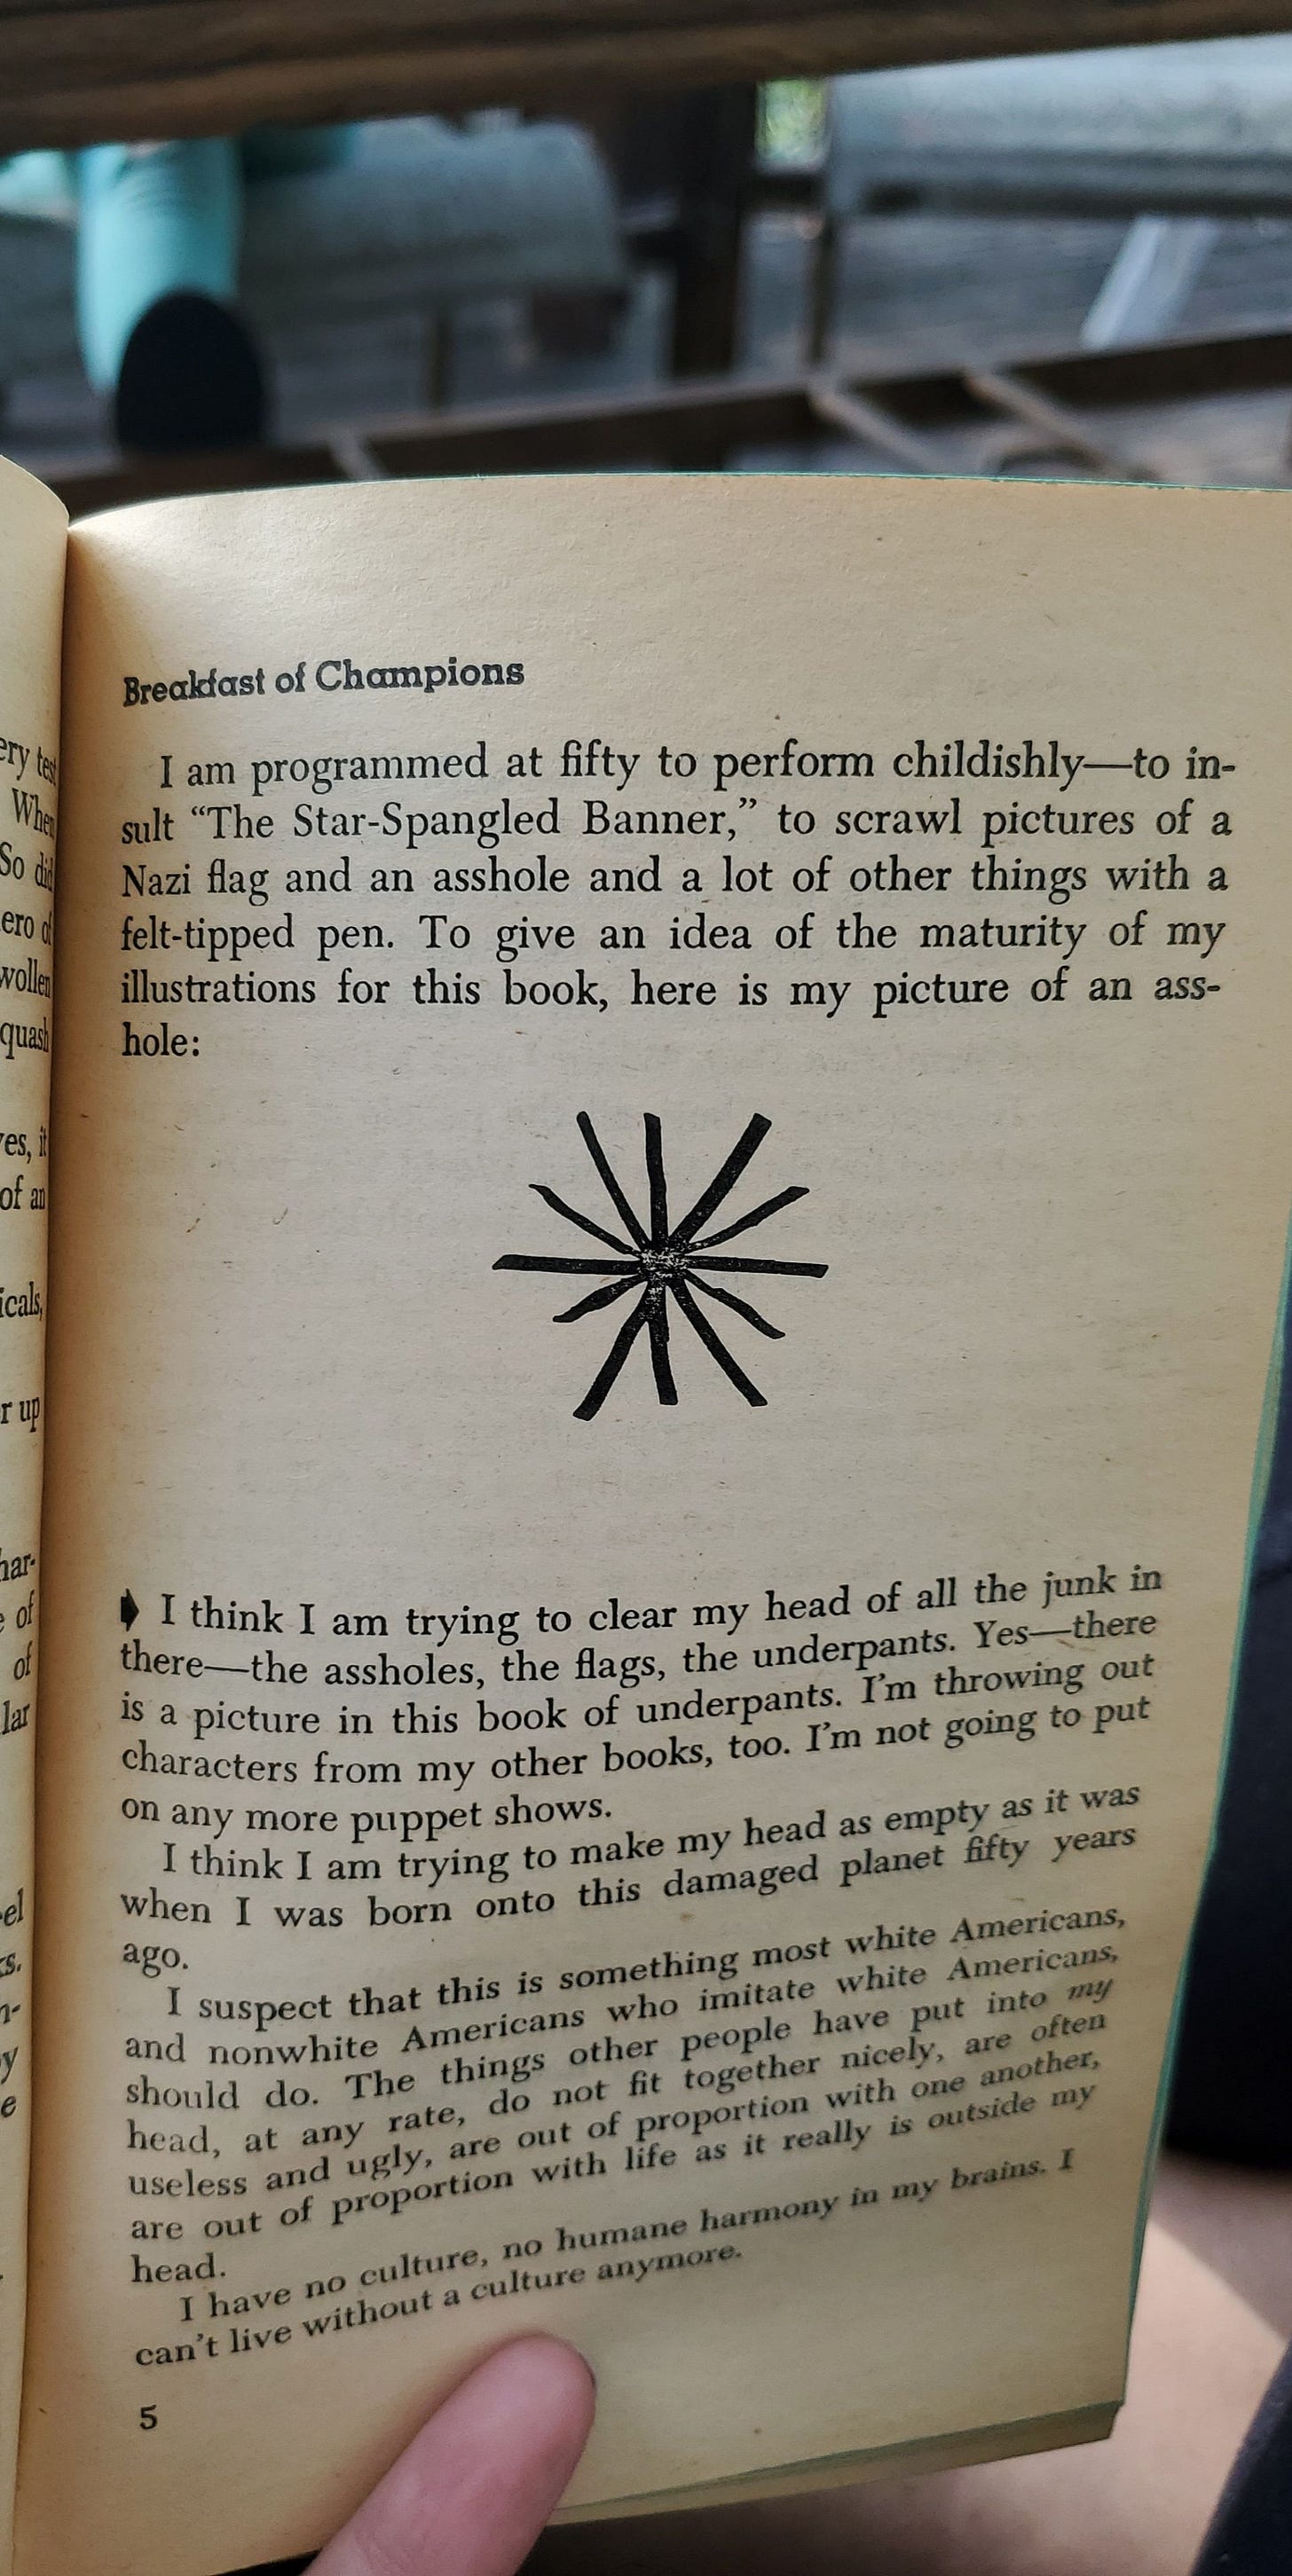 Breakfast of Champions
I am programmed at fifty to perform childishly—to in-
sult “The Star-Spangled Banner,” to scrawl pictures of a
Nazi flag and an asshole and a lot of other things with a
felt-tipped pen. To give an idea of the maturity of my
illustrations for this book, here is my picture of an ass-
hole:
I think I am trying to clear my head of all the junk in
there—the assholes, the flags, the underpants. Yes—there
is a picture in this book of underpants. I’m throwing out
characters from my other books, too. I’m not going to put
on any more puppet shows.
I think I am trying to make my head as empty as it was
when I was born onto this damaged planet fifty years
ago.
I suspect that this is something most white Americans,
and nonwhite Americans who imitate white Americans,
should do. The things other people have put into my
head, at any rate, do not fit together nicely, are often
useless and ugly, are out of proportion with one another,
are out of proportion with life as it really is outside my
head.
I have no culture, no humane harmony in my brains. I
can’t live without a culture anymore.
5